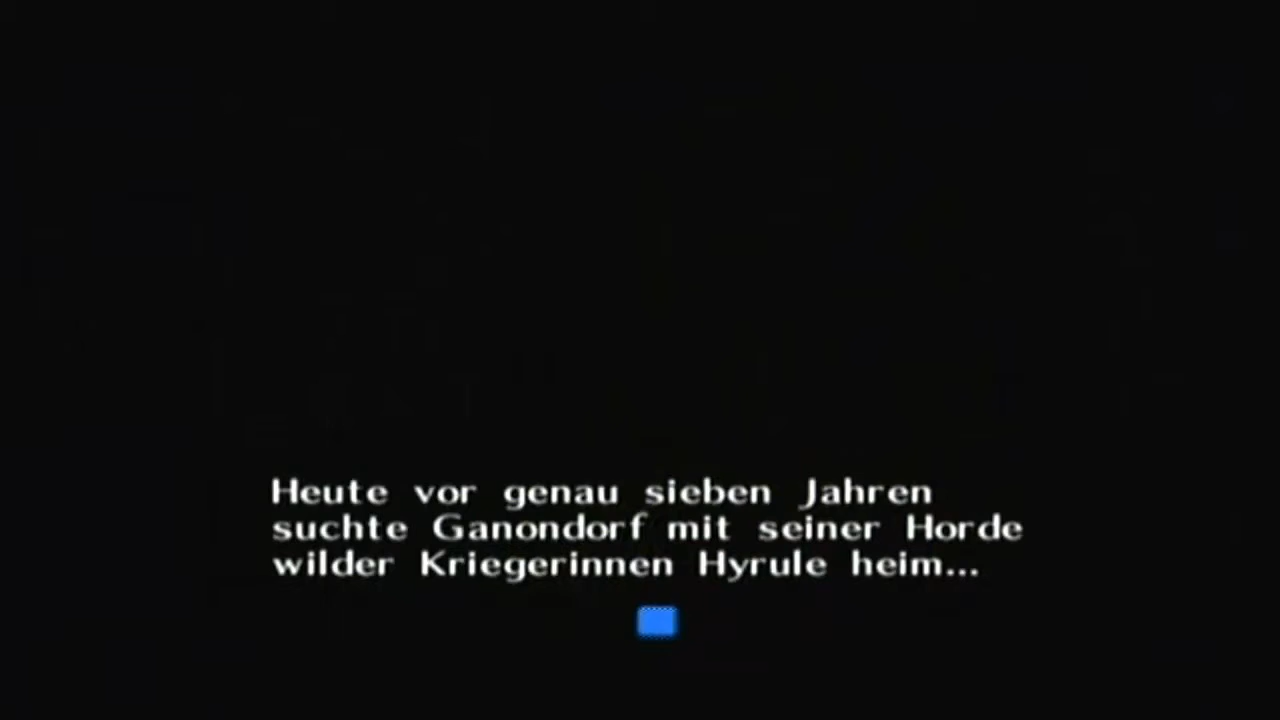 Heute vor genau sieben Jahren
suchte Ganondorf mit seiner Horde
wilder Kriegerinnen Hyrule heim...